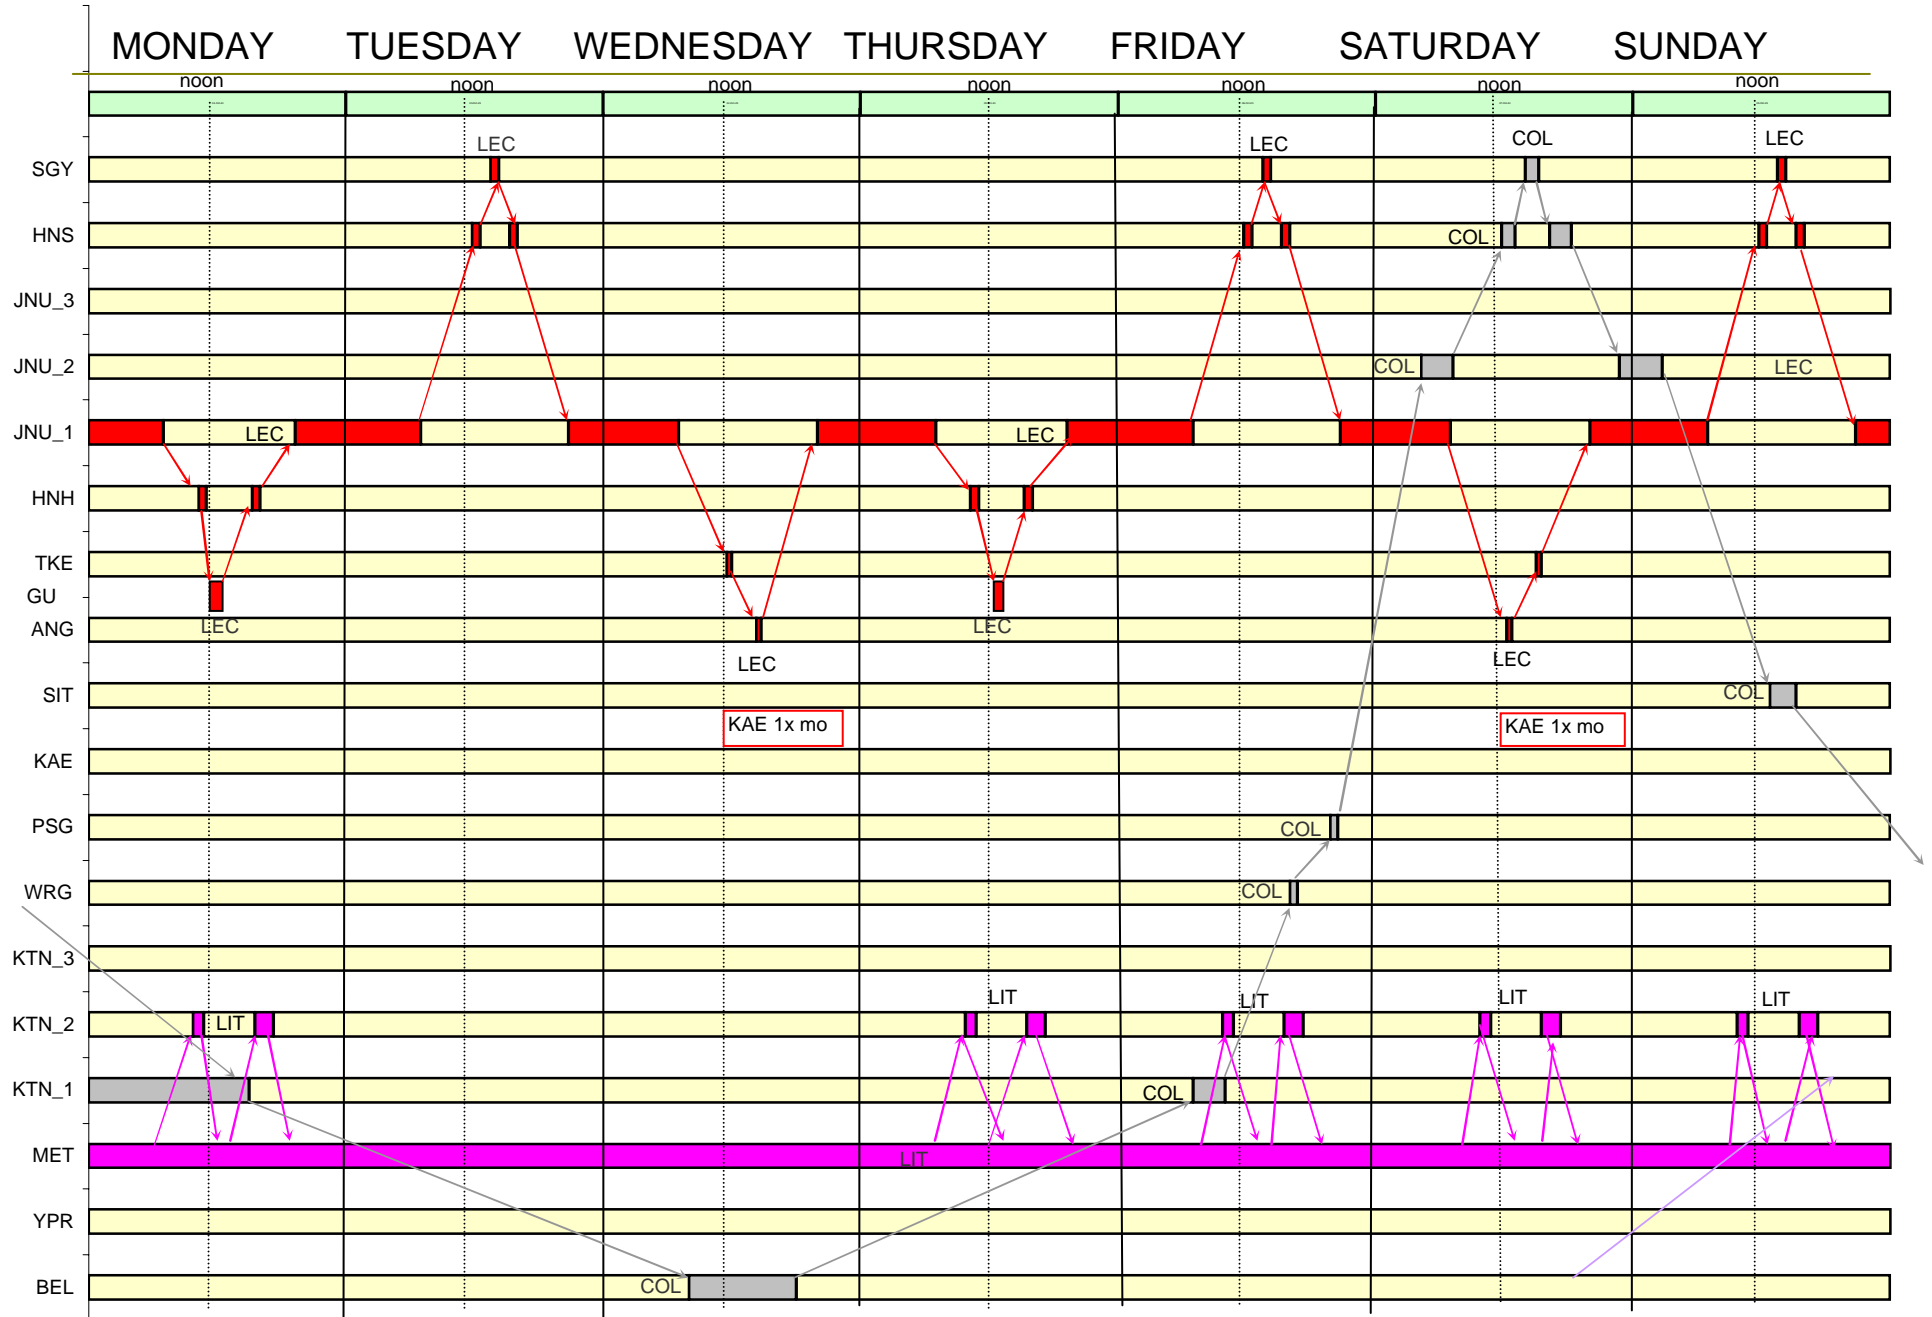 MONDAY TUESDAY WEDNESDAY THURSDAY FRIDAY SATURDAY SUNDAY
noon noon noon noon noon noon noon
LEC LEC COL LEC
SGY
HNS COL
JNU_3
JNU_2 COL LEC
JNU_1 LEC LEC
HNH
TKE
GU
ANG LEC LEC
LEC LEC
SIT COL
KAE 1x mo KAE 1x mo
KAE
PSG COL
WRG COL
KTN_3
LIT LIT LIT LIT
KTN_2 LIT
KTN_1 COL
MET LIT
YPR
BEL COL